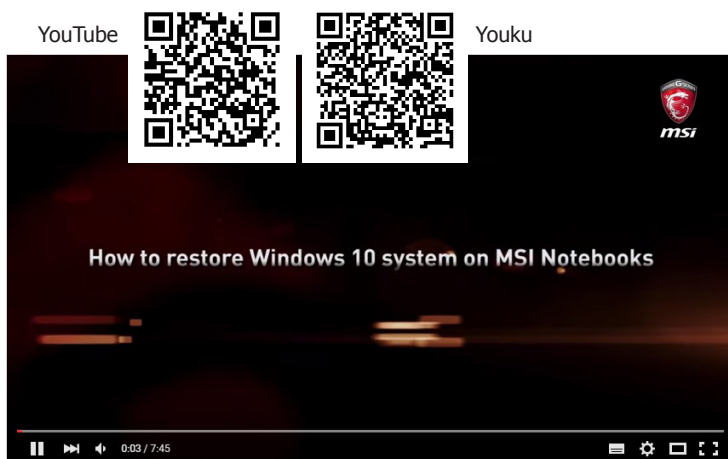 YouTube
Youku
msi
How to restore Windows 10 system on MSI Notebooks
0:03 / 7:45